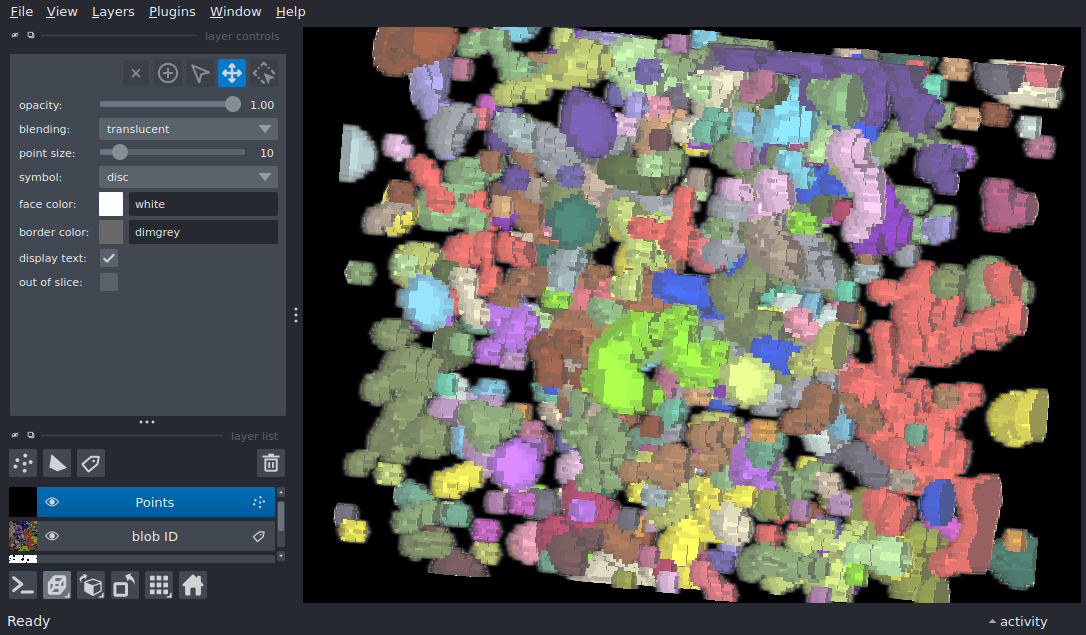 File View Layers Plugins Window Help
layer controls
opacity: 1.00
blending: translucent
point size: 10
symbol: disc
face color: white
border color: dimgrey
display text:
out of slice:
layer list
Points
blob ID
Ready activity